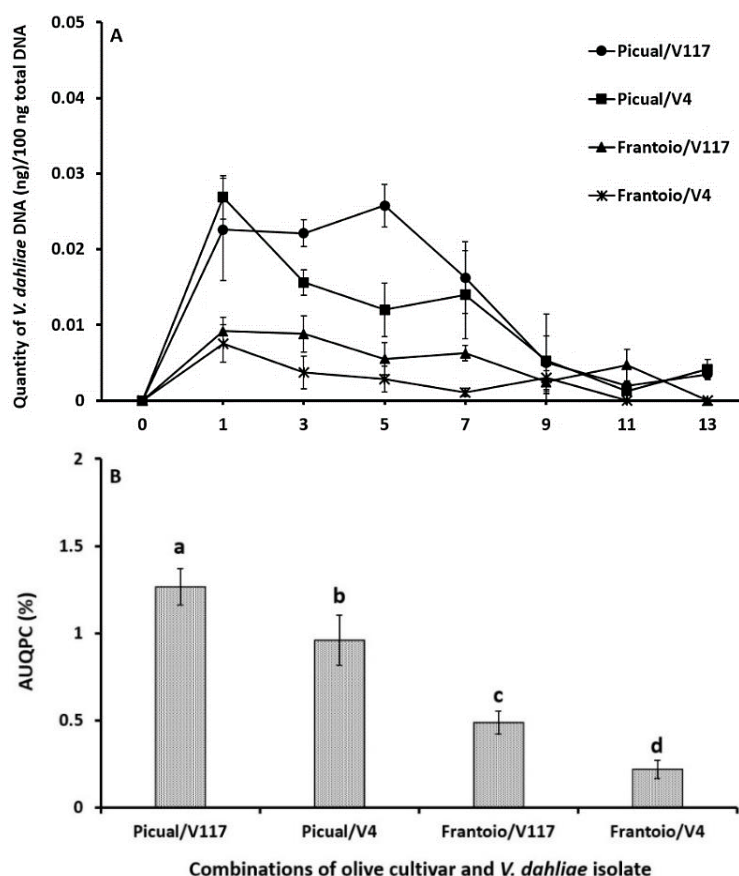 A
0.05
0.04
0.03
0.02
0.01
0
Quantity of V. dahliae DNA (ng)/100 ng total DNA
Picual/V117
Picual/V4
Frantoio/V117
Frantoio/V4
0 1 3 5 7 9 11 13
B
2
1.5
1
0.5
0
AUQPC (%)
a
b
c
d
Picual/V117 Picual/V4 Frantoio/V117 Frantoio/V4
Combinations of olive cultivar and V. dahliae isolate